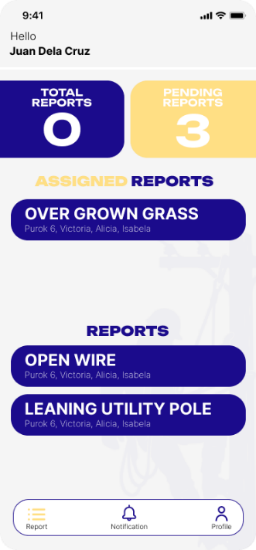 9:41
Hello
Juan Dela Cruz
TOTAL
REPORTS
0
PENDING
REPORTS
3
ASSIGNED REPORTS
OVER GROWN GRASS
Purok 6, Victoria, Alicia, Isabela
REPORTS
OPEN WIRE
Purok 6, Victoria, Alicia, Isabela
LEANING UTILITY POLE
Purok 6, Victoria, Alicia, Isabela
Report Notification Profile